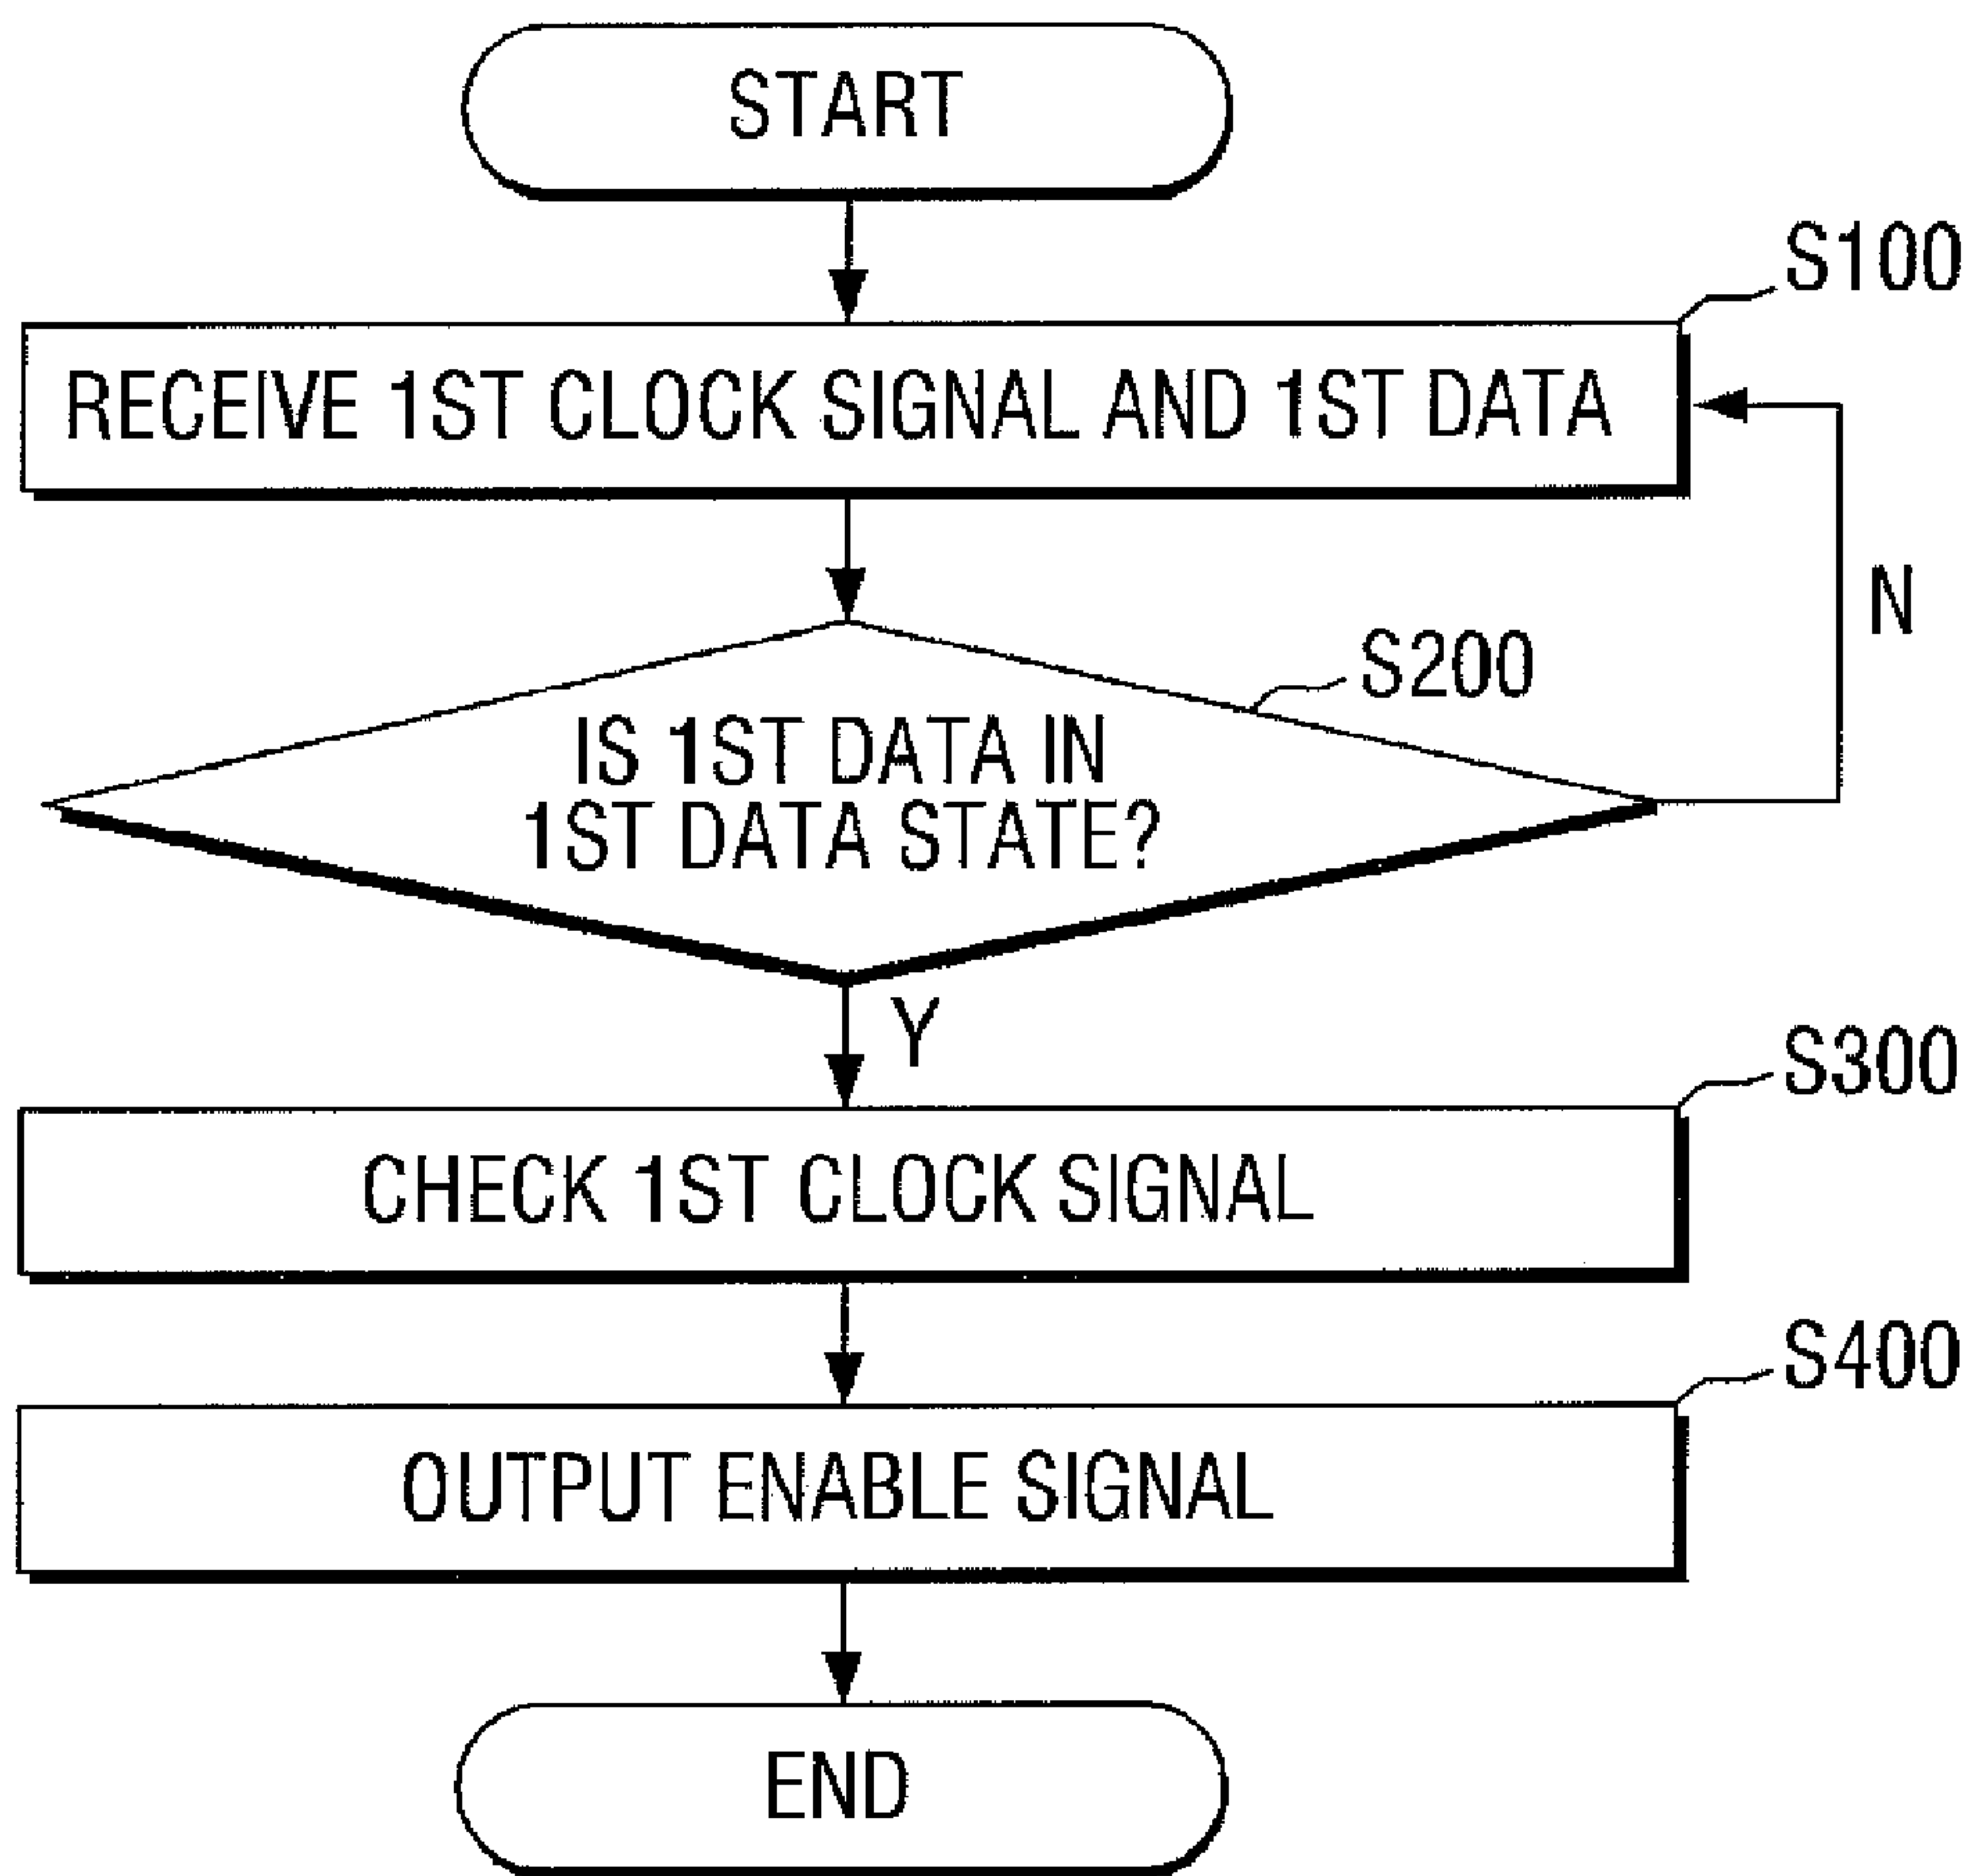 START
S100
RECEIVE 1ST CLOCK SIGNAL AND 1ST DATA
N
S200
IS 1ST DATA IN
1ST DATA STATE?
Y
S300
CHECK 1ST CLOCK SIGNAL
S400
OUTPUT ENABLE SIGNAL
END